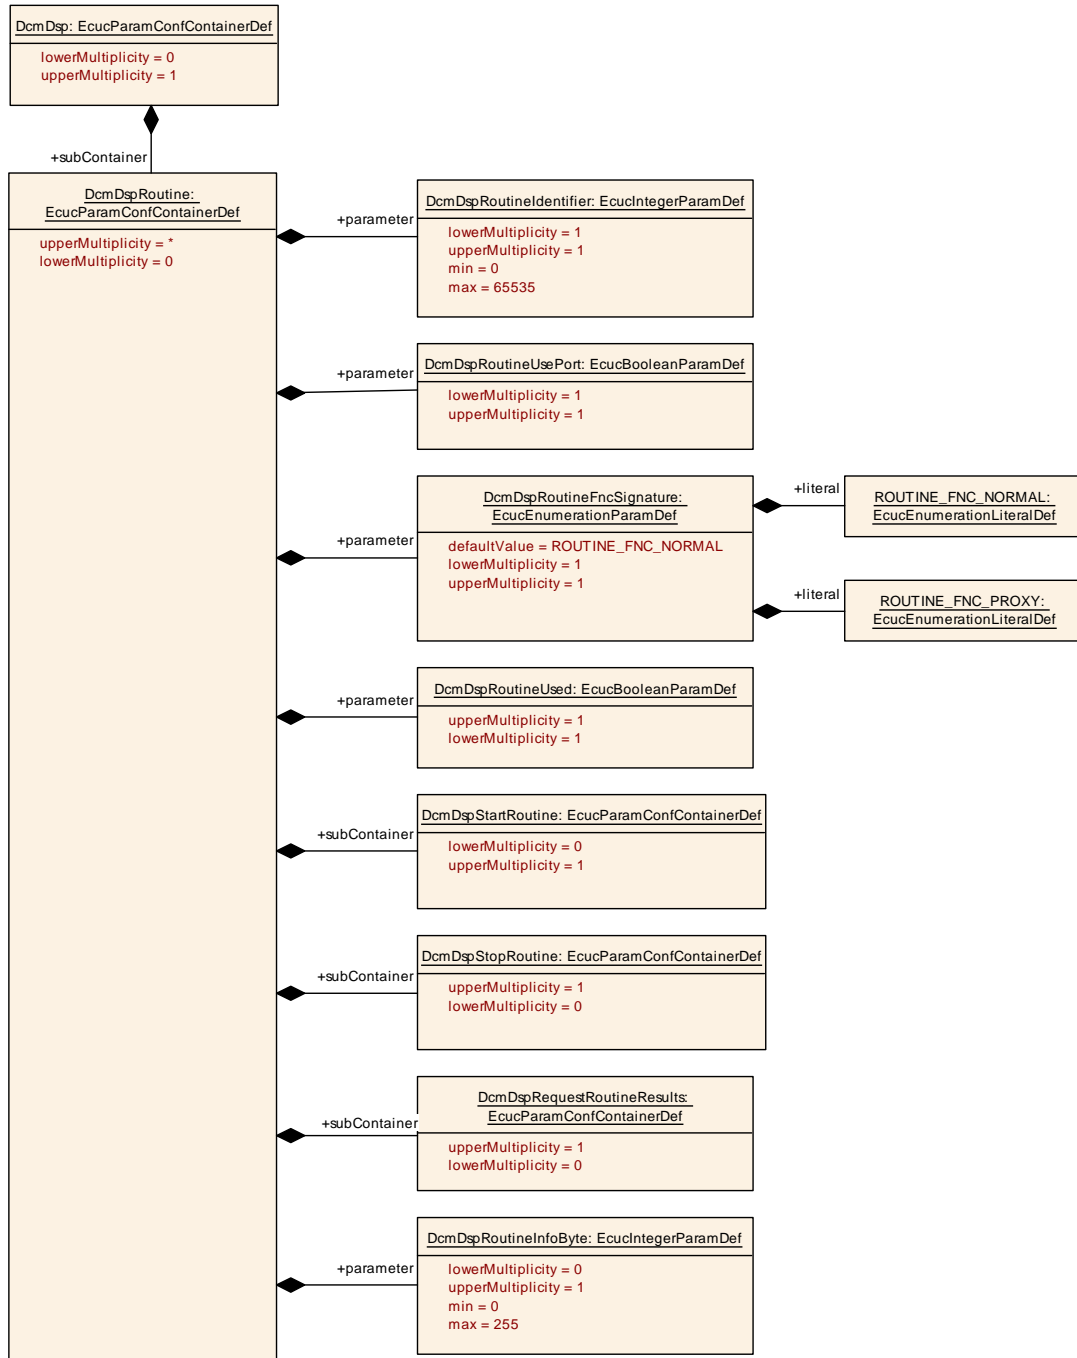 DcmDsp: EcucParamConfContainerDef
lowerMultiplicity = 0
upperMultiplicity = 1
+subContainer
DcmDspRoutine:
EcucParamConfContainerDef
upperMultiplicity = *
lowerMultiplicity = 0
+parameter
DcmDspRoutineIdentifier: EcucIntegerParamDef
lowerMultiplicity = 1
upperMultiplicity = 1
min = 0
max = 65535
+parameter
DcmDspRoutineUsePort: EcucBooleanParamDef
lowerMultiplicity = 1
upperMultiplicity = 1
+parameter
DcmDspRoutineFncSignature:
EcucEnumerationParamDef
defaultValue = ROUTINE_FNC_NORMAL
lowerMultiplicity = 1
upperMultiplicity = 1
+literal
ROUTINE_FNC_NORMAL:
EcucEnumerationLiteralDef
+literal
ROUTINE_FNC_PROXY:
EcucEnumerationLiteralDef
+parameter
DcmDspRoutineUsed: EcucBooleanParamDef
upperMultiplicity = 1
lowerMultiplicity = 1
+subContainer
DcmDspStartRoutine: EcucParamConfContainerDef
lowerMultiplicity = 0
upperMultiplicity = 1
+subContainer
DcmDspStopRoutine: EcucParamConfContainerDef
upperMultiplicity = 1
lowerMultiplicity = 0
+subContainer
DcmDspRequestRoutineResults:
EcucParamConfContainerDef
upperMultiplicity = 1
lowerMultiplicity = 0
+parameter
DcmDspRoutineInfoByte: EcucIntegerParamDef
lowerMultiplicity = 0
upperMultiplicity = 1
min = 0
max = 255